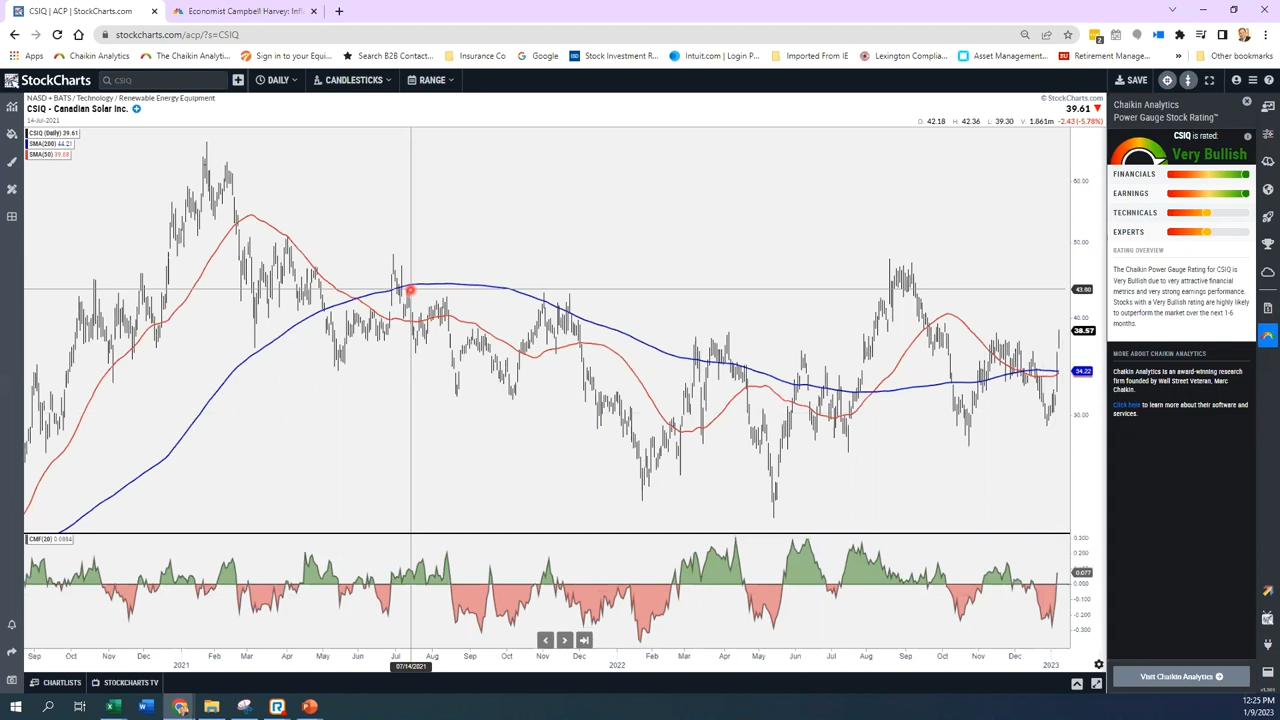 CSIQ | ACP | StockCharts.com
Economist Campbell Harvey: Infl
stockcharts.com/acp/?s=CSIQ
2
Apps
Chaikin Analytics
The Chaikin Analyti...
Sign in to your Equi...
Search B2B Contact...
Insurance Co
Google
Stock Investment R...
Intuit.com | Login P...
Imported From IE
Lexington Complia...
Asset Management...
Retirement Manage...
»
Other bookmarks
StockCharts
CSIQ
DAILY
CANDLESTICKS
RANGE
SAVE
NASD + BATS / Technology / Renewable Energy Equipment
© StockCharts.com
CSIQ - Canadian Solar Inc.
39.61
14-Jul-2021
O: 42.18 H: 42.36 L: 39.30 V: 1.861m -2.43 (-5.78%)
CSIQ (Daily) 39.61
SMA(200) 44.21
SMA(50) 39.68
60.00
50.00
43.60
40.00
38.57
34.22
30.00
CMF(20) 0.0884
0.300
0.200
0.077
0.000
-0.100
-0.200
-0.300
Sep Oct Nov Dec 2021 Feb Mar Apr May Jun Jul Aug Sep Oct Nov Dec 2022 Feb Mar Apr May Jun Jul Aug Sep Oct Nov Dec 2023
07/14/2021
Chaikin Analytics
Power Gauge Stock Rating™
CSIQ is rated:
Very Bullish
FINANCIALS
EARNINGS
TECHNICALS
EXPERTS
RATING OVERVIEW
The Chaikin Power Gauge Rating for CSIQ is
Very Bullish due to very attractive financial
metrics and very strong earnings performance.
Stocks with a Very Bullish rating are highly likely
to outperform the market over the next 1-6
months.
MORE ABOUT CHAIKIN ANALYTICS
Chaikin Analytics is an award-winning research
firm founded by Wall Street Veteran, Marc
Chaikin.
Click here to learn more about their software and
services.
Visit Chaikin Analytics
CHARTLISTS
STOCKCHARTS TV
12:25 PM
1/9/2023